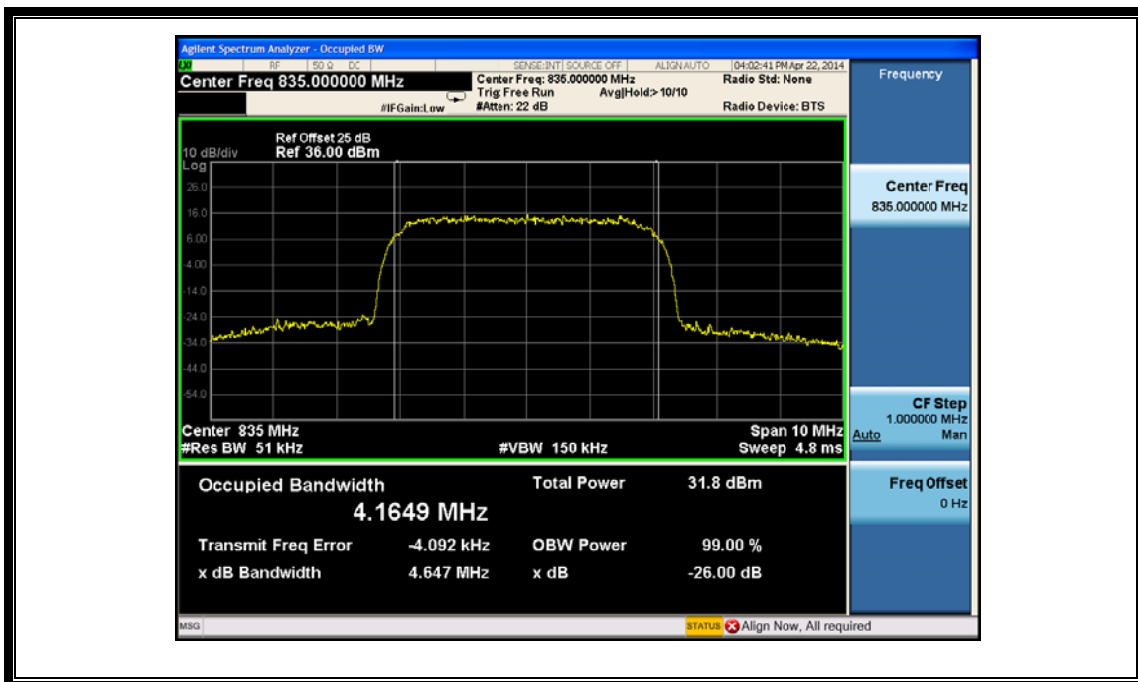 Agilent Spectrum Analyzer - Occupied BW
LXI RF 50 Ω DC SENSE:INT SOURCE OFF ALIGN AUTO 04:02:41 PM Apr 22, 2014
Center Freq 835.000000 MHz
Center Freq: 835.000000 MHz
Radio Std: None
Trig: Free Run Avg|Hold:> 10/10
#IFGain:Low
#Atten: 22 dB
Radio Device: BTS
Ref Offset 25 dB
10 dB/div Ref 36.00 dBm
Log
26.0
16.0
6.00
-4.00
-14.0
-24.0
-34.0
-44.0
-54.0
Center 835 MHz
Span 10 MHz
#Res BW 51 kHz
#VBW 150 kHz
Sweep 4.8 ms
Occupied Bandwidth
Total Power 31.8 dBm
4.1649 MHz
Transmit Freq Error -4.092 kHz
OBW Power 99.00 %
x dB Bandwidth 4.647 MHz
x dB -26.00 dB
Frequency
Center Freq
835.000000 MHz
CF Step
1.000000 MHz
Auto Man
Freq Offset
0 Hz
MSG
STATUS Align Now, All required